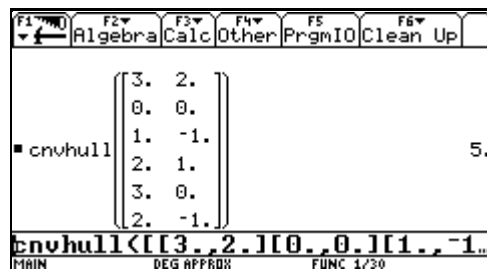 F1 F2 Algebra F3 Calc F4 Other F5 PrgmIO F6 Clean Up
3. 2.
0. 0.
1. -1.
▪ cnvhull 5.
2. 1.
3. 0.
2. -1.
cnvhull([[3.,2.][0.,0.][1.,-1…
MAIN DEG APPROX FUNC 1/30